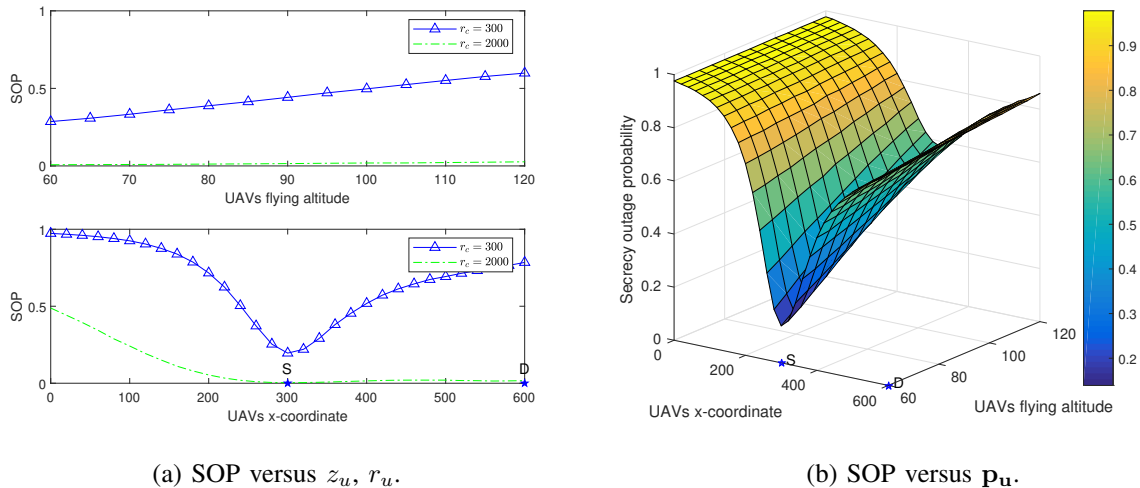 1
0.5
0
SOP
r_c = 300
r_c = 2000
60 70 80 90 100 110 120
UAVs flying altitude
1
0.5
0
SOP
r_c = 300
r_c = 2000
S
D
0 100 200 300 400 500 600
UAVs x-coordinate
(a) SOP versus z_u, r_u.
1
0.8
0.6
0.4
0.2
0
Secrecy outage probability
0
200
400
600
S
D
UAVs x-coordinate
60
80
100
120
UAVs flying altitude
0.9
0.8
0.7
0.6
0.5
0.4
0.3
0.2
(b) SOP versus p_u.